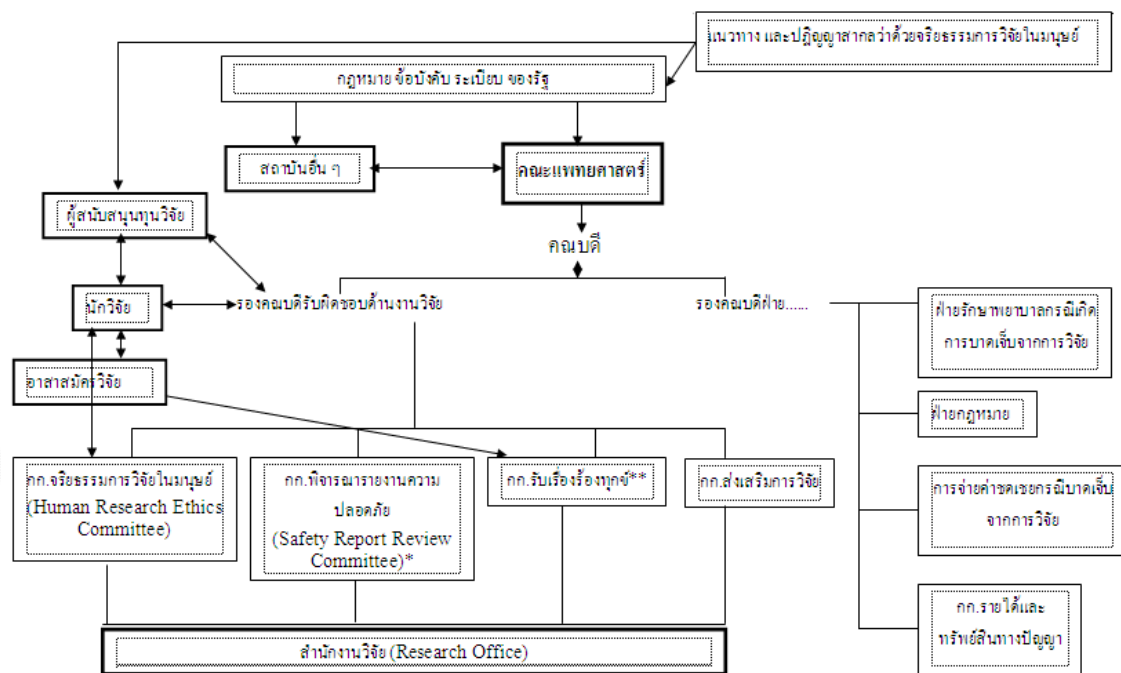 แนวทาง และปฏิญญาสากลว่าด้วยจริยธรรมการวิจัยในมนุษย์
กฎหมาย ข้อบังคับ ระเบียบ ของรัฐ
สถาบันอื่น ๆ
คณะแพทยศาสตร์
ผู้สนับสนุนทุนวิจัย
คณบดี
นักวิจัย
รองคณบดีรับผิดชอบด้านงานวิจัย
รองคณบดีฝ่าย......
ฝ่ายรักษาพยาบาลกรณีเกิด
การบาดเจ็บจากการวิจัย
อาสาสมัครวิจัย
ฝ่ายกฎหมาย
กก.จริยธรรมการวิจัยในมนุษย์
(Human Research Ethics
Committee)
กก.พิจารณารายงานความ
ปลอดภัย
(Safety Report Review
Committee)*
กก.รับเรื่องร้องทุกข์**
กก.ส่งเสริมการวิจัย
การจ่ายค่าชดเชยกรณีบาดเจ็บ
จากการวิจัย
กก.รายได้และ
ทรัพย์สินทางปัญญา
สำนักงานวิจัย (Research Office)